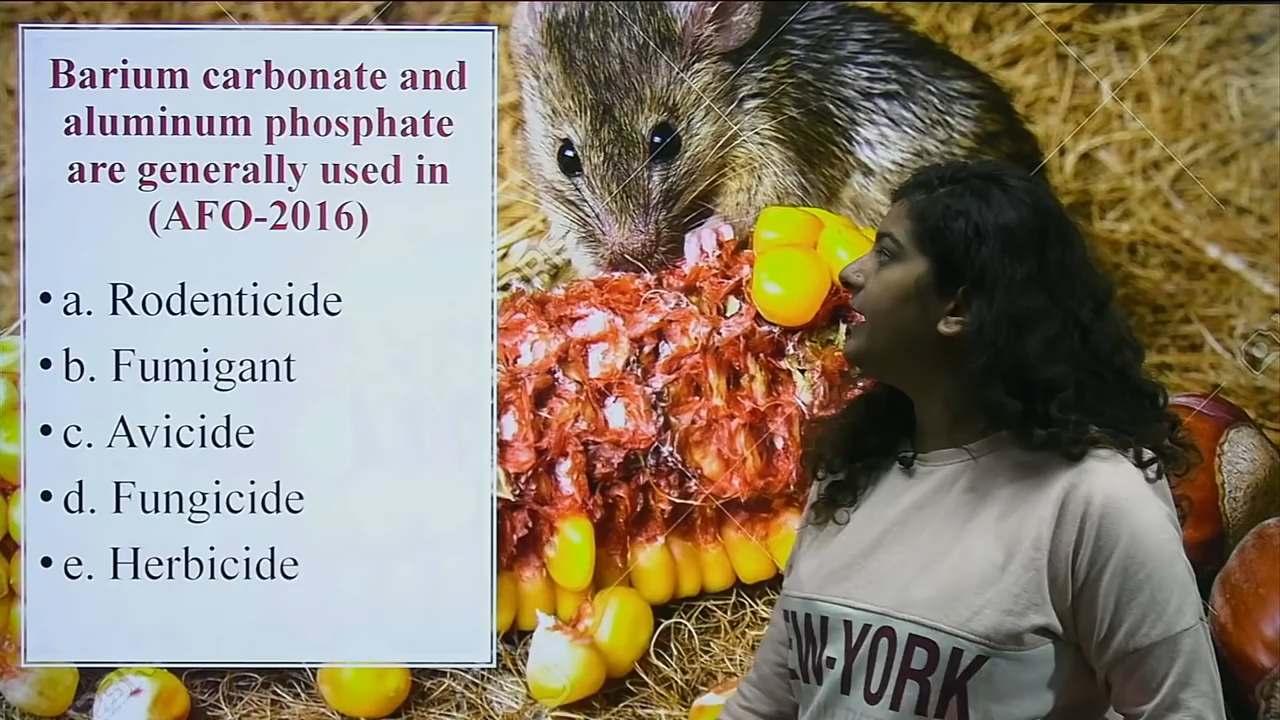 Barium carbonate and
aluminum phosphate
are generally used in
(AFO-2016)
• a. Rodenticide
• b. Fumigant
• c. Avicide
• d. Fungicide
• e. Herbicide
EW-YORK